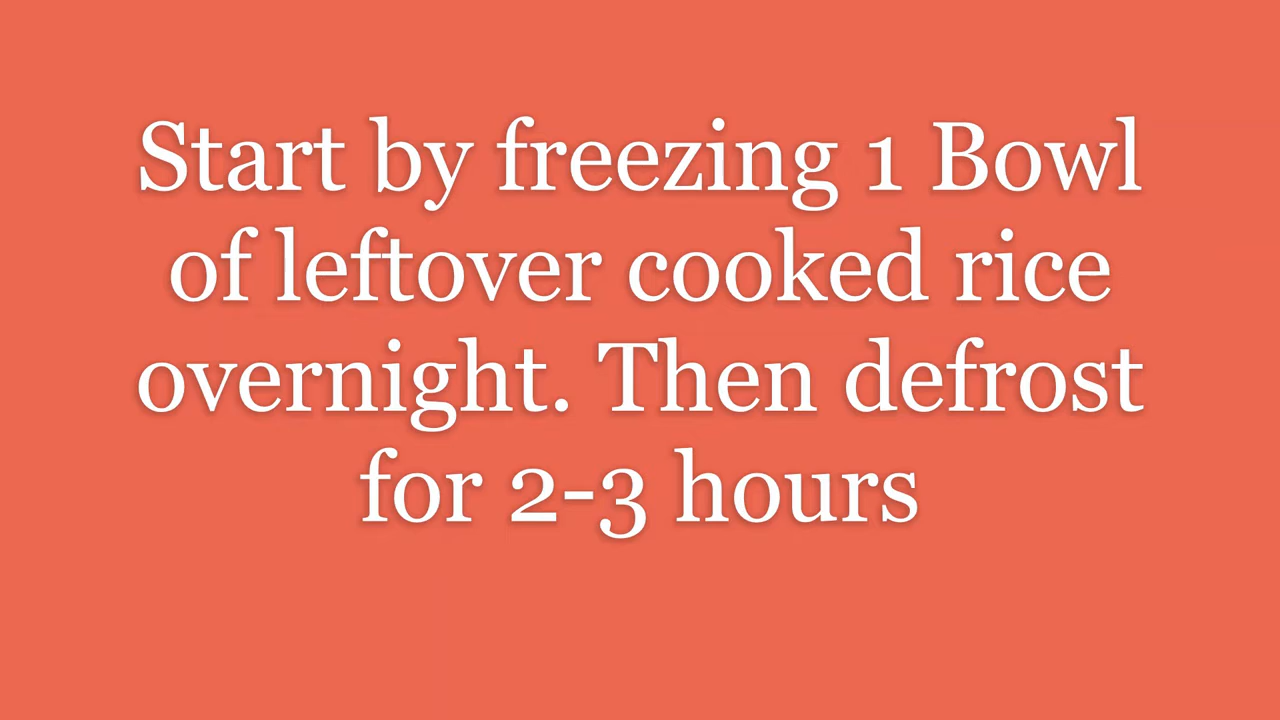 Start by freezing 1 Bowl
of leftover cooked rice
overnight. Then defrost
for 2-3 hours